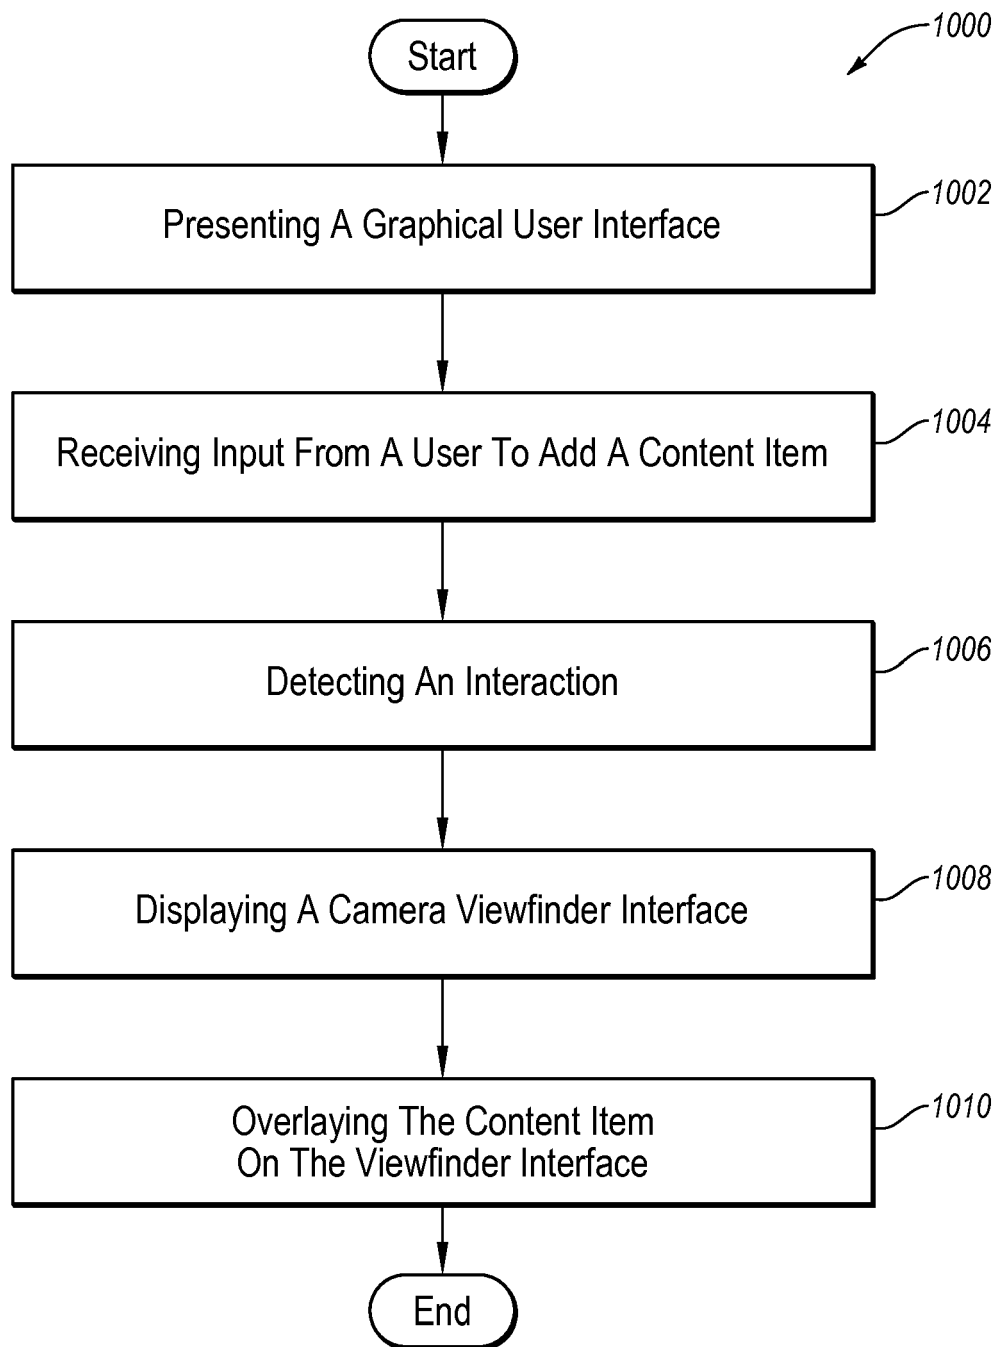 1000
Start
1002
Presenting A Graphical User Interface
1004
Receiving Input From A User To Add A Content Item
1006
Detecting An Interaction
1008
Displaying A Camera Viewfinder Interface
1010
Overlaying The Content Item
On The Viewfinder Interface
End